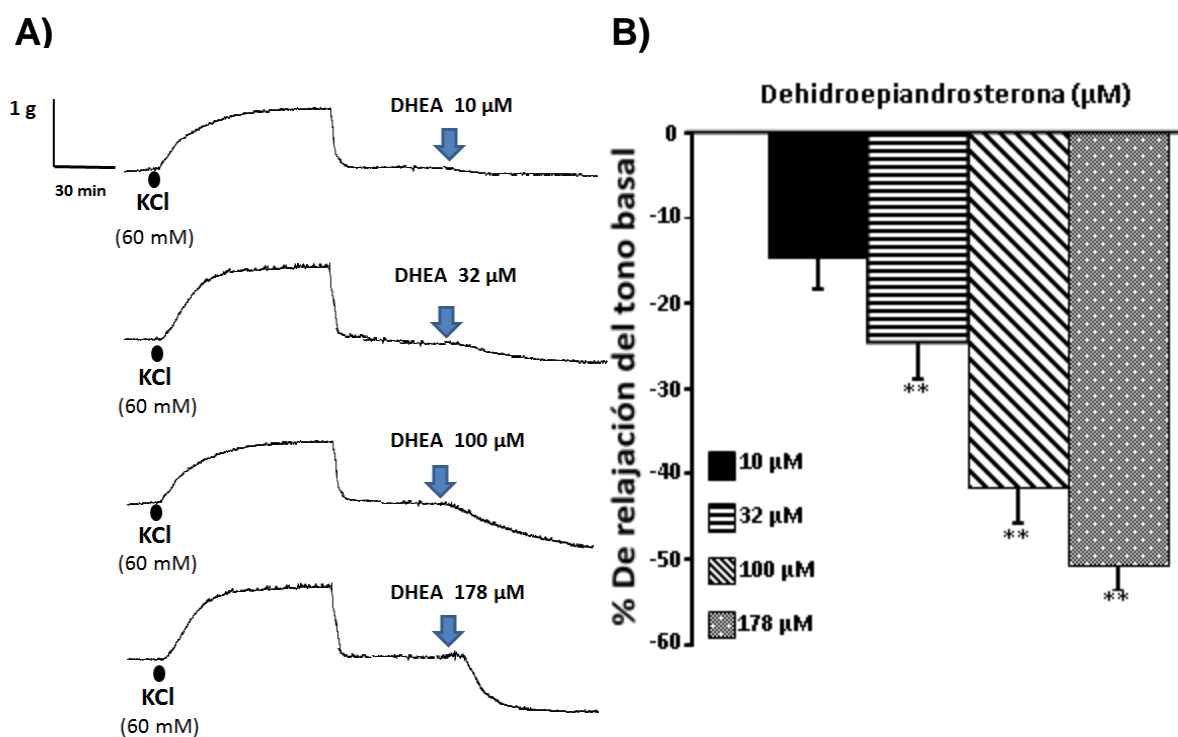 A)
1 g
30 min
KCl
(60 mM)
DHEA 10 µM
KCl
(60 mM)
DHEA 32 µM
KCl
(60 mM)
DHEA 100 µM
KCl
(60 mM)
DHEA 178 µM
B)
Dehidroepiandrosterona (µM)
% De relajación del tono basal
0
-10
-20
-30
-40
-50
-60
**
**
**
10 µM
32 µM
100 µM
178 µM